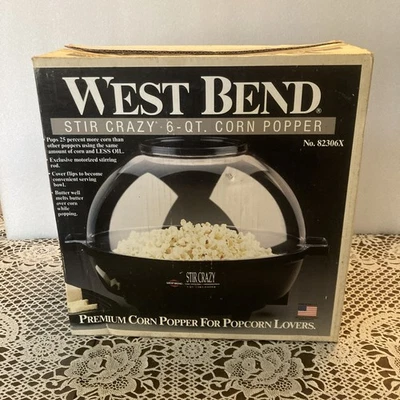 WEST BEND®
STIR CRAZY® 6-QT. CORN POPPER
No. 82306X
Pops 25 percent more corn than
other poppers using the same
amount of corn and LESS OIL.
• Exclusive motorized stirring
rod.
• Cover flips to become
convenient serving
bowl.
• Butter well
melts butter
over corn
while
popping.
STIR CRAZY
PREMIUM CORN POPPER FOR POPCORN LOVERS.